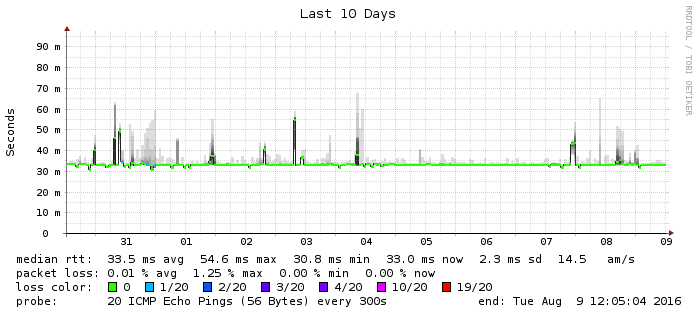 Last 10 Days
RRDTOOL / TOBI OETIKER
Seconds
90 m
80 m
70 m
60 m
50 m
40 m
30 m
20 m
10 m
0
31 01 02 03 04 05 06 07 08 09
median rtt: 33.5 ms avg 54.6 ms max 30.8 ms min 33.0 ms now 2.3 ms sd 14.5 am/s
packet loss: 0.01 % avg 1.25 % max 0.00 % min 0.00 % now
loss color: 0 1/20 2/20 3/20 4/20 10/20 19/20
probe: 20 ICMP Echo Pings (56 Bytes) every 300s end: Tue Aug 9 12:05:04 2016